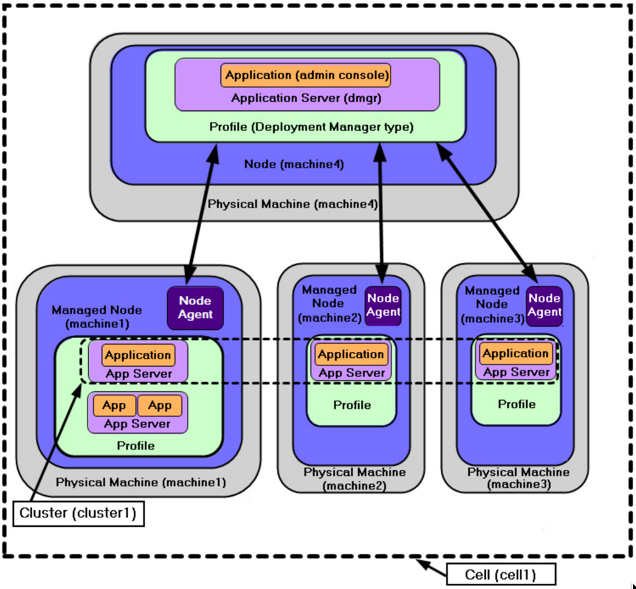 Application (admin console)
Application Server (dmgr)
Profile (Deployment Manager type)
Node (machine4)
Physical Machine (machine4)
Managed Node
(machine1)
Node
Agent
Application
App Server
App
App
App Server
Profile
Physical Machine (machine1)
Managed
Node
(machine2)
Node
Agent
Application
App Server
Profile
Physical Machine
(machine2)
Managed
Node
(machine3)
Node
Agent
Application
App Server
Profile
Physical Machine
(machine3)
Cluster (cluster1)
Cell (cell1)